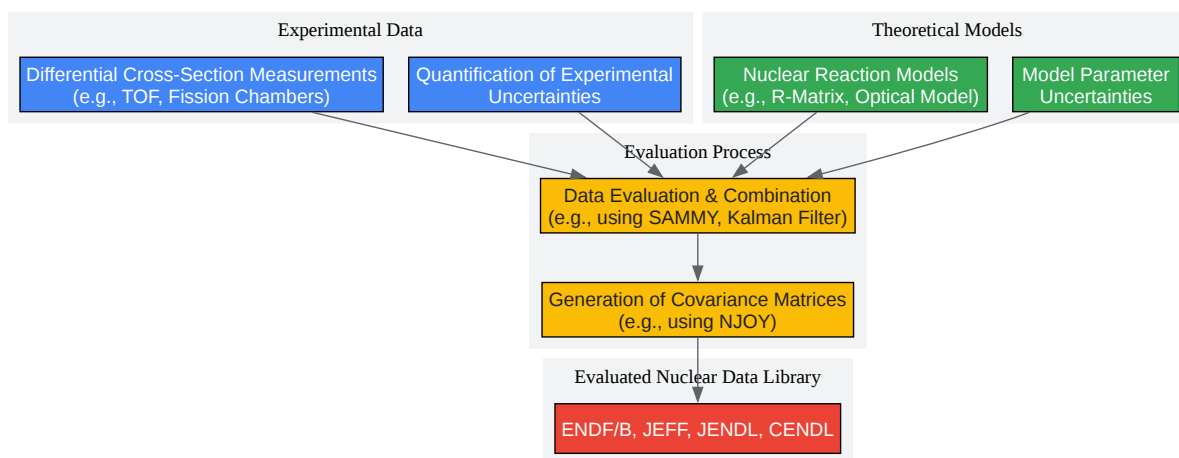 Experimental Data
Theoretical Models
Differential Cross-Section Measurements
(e.g., TOF, Fission Chambers)
Quantification of Experimental
Uncertainties
Nuclear Reaction Models
(e.g., R-Matrix, Optical Model)
Model Parameter
Uncertainties
Evaluation Process
Data Evaluation & Combination
(e.g., using SAMMY, Kalman Filter)
Generation of Covariance Matrices
(e.g., using NJOY)
Evaluated Nuclear Data Library
ENDF/B, JEFF, JENDL, CENDL